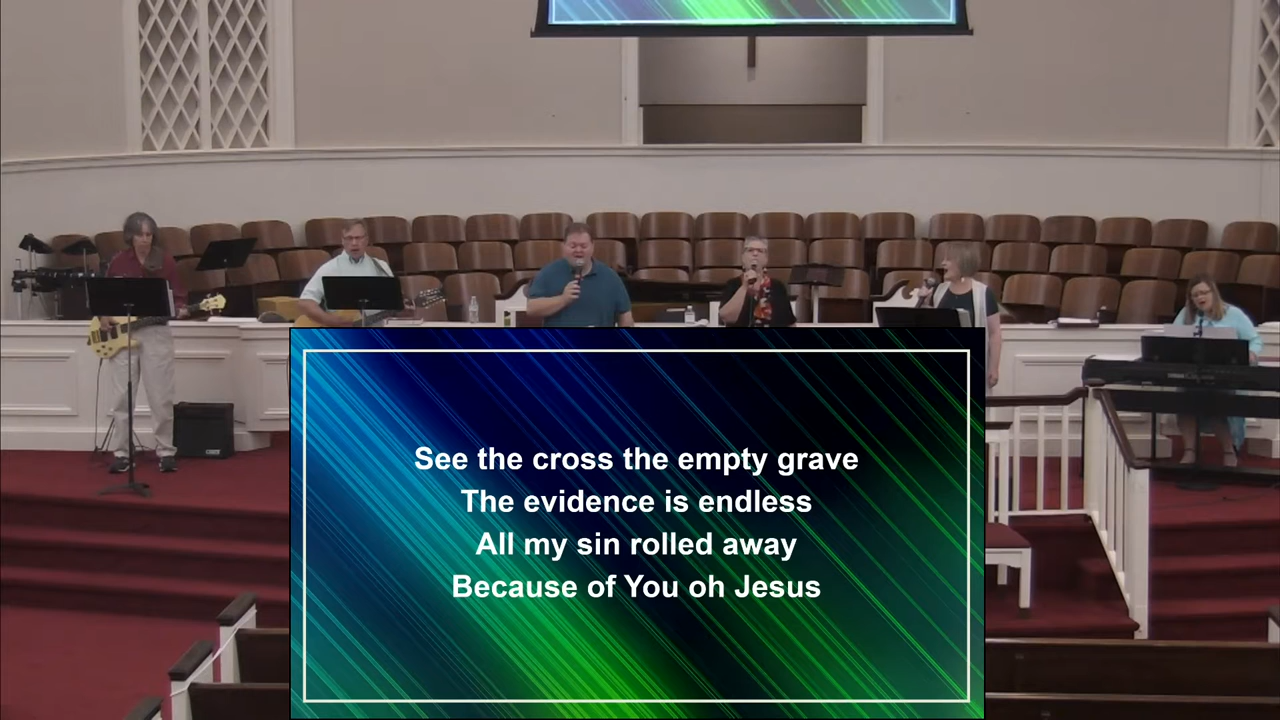 See the cross the empty grave
The evidence is endless
All my sin rolled away
Because of You oh Jesus